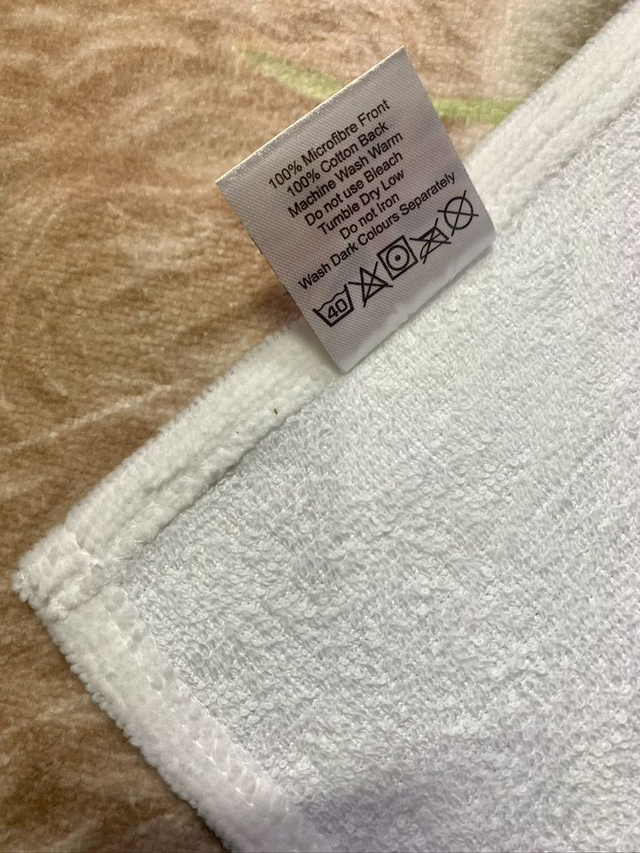 100% Microfibre Front
100% Cotton Back
Machine Wash Warm
Do not use Bleach
Tumble Dry Low
Do not Iron
Wash Dark Colours Separately
40